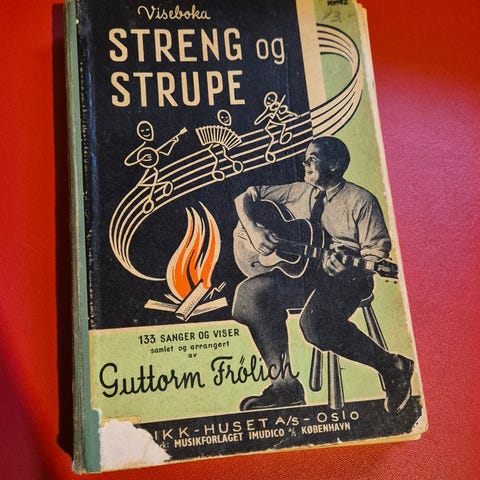 Viseboka
STRENG og
STRUPE
13.-
133 SANGER OG VISER
samlet og arrangert
av
Guttorm Frölich
IKK-HUSET A/S - OSLO
MUSIKFORLAGET IMUDICO A/S KØBENHAVN